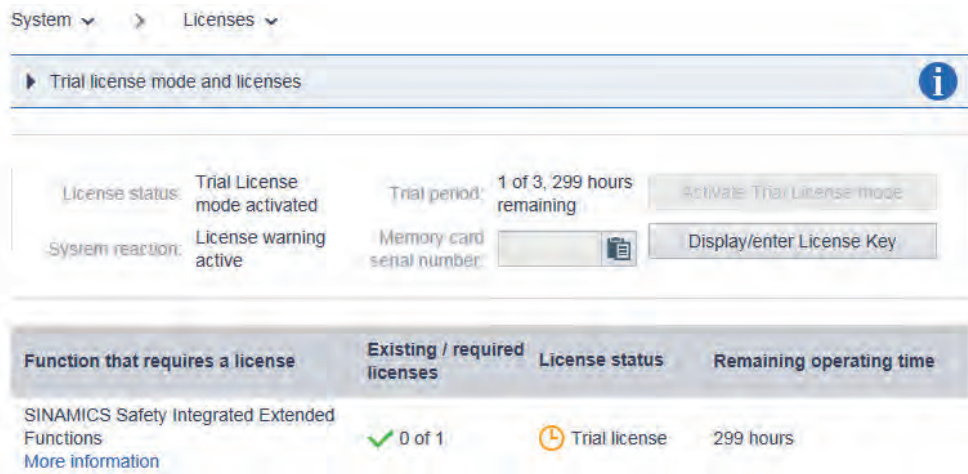 System > Licenses
Trial license mode and licenses
License status: Trial License mode activated
Trial period: 1 of 3, 299 hours remaining
Activate Trial License mode
System reaction: License warning active
Memory card serial number:
Display/enter License Key
Function that requires a license
Existing / required licenses
License status
Remaining operating time
SINAMICS Safety Integrated Extended Functions
0 of 1
Trial license
299 hours
More information